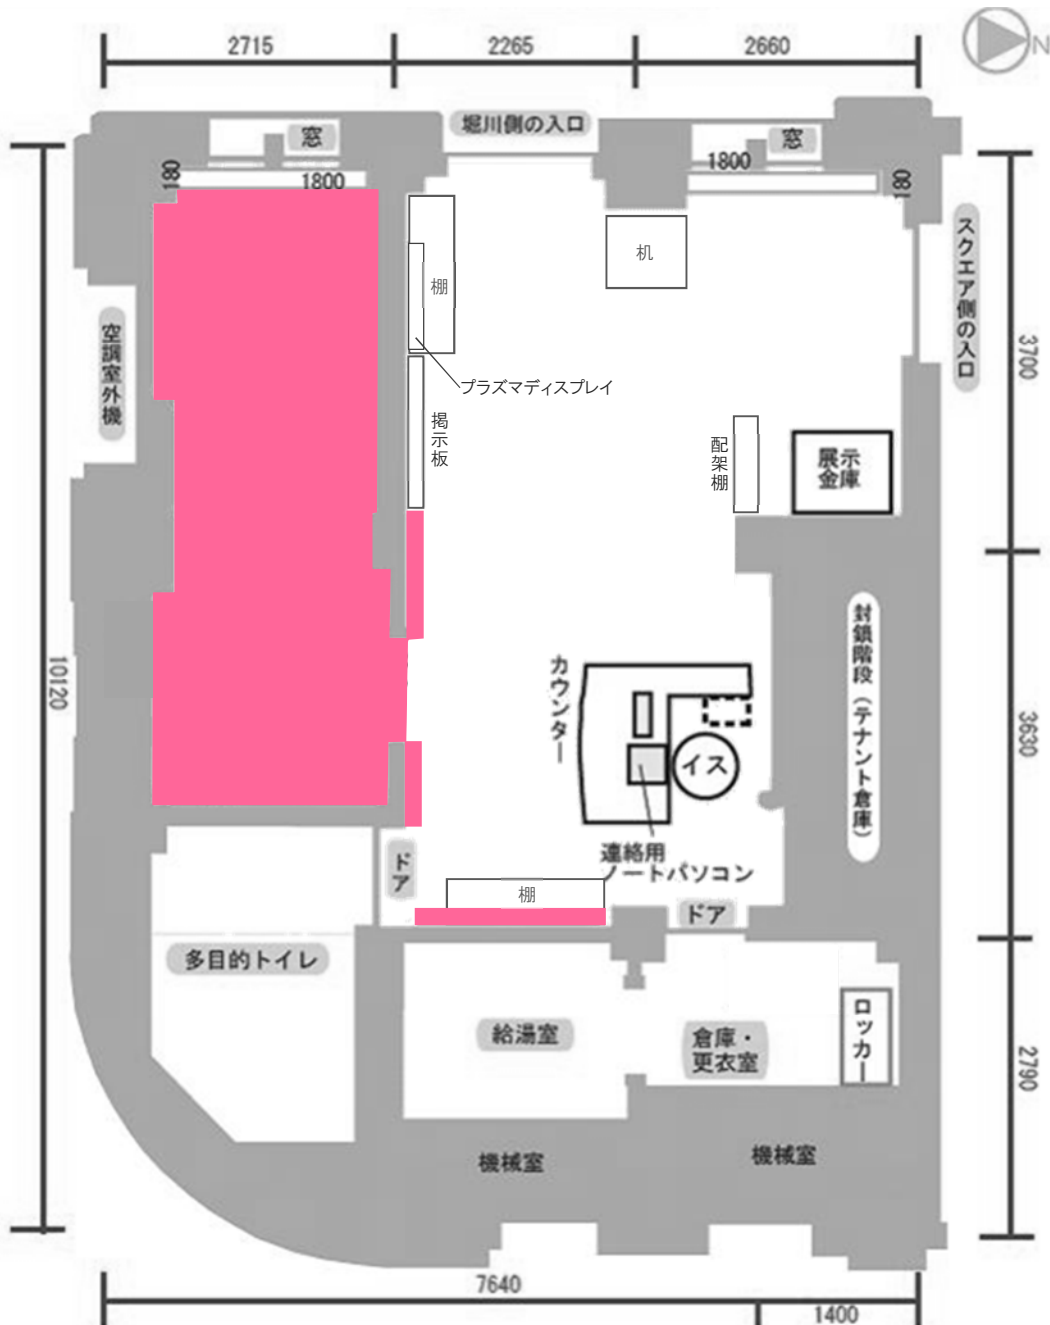 2715
2265
2660
N
堀川側の入口
窓
窓
180
1800
1800
180
スクエア側の入口
机
棚
空調室外機
3700
プラズマディスプレイ
掲示板
配架棚
展示
金庫
封鎖階段（テナント倉庫）
10120
カウンター
3630
イス
連絡用
ノートパソコン
ドア
棚
ドア
多目的トイレ
給湯室
倉庫・
更衣室
ロッカー
2790
機械室
機械室
7640
1400